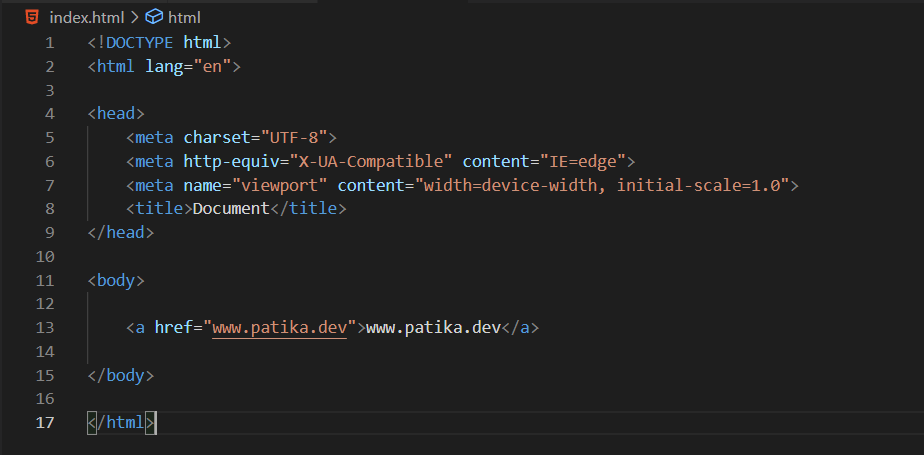 index.html > html
1 <!DOCTYPE html>
2 <html lang="en">
3
4 <head>
5     <meta charset="UTF-8">
6     <meta http-equiv="X-UA-Compatible" content="IE=edge">
7     <meta name="viewport" content="width=device-width, initial-scale=1.0">
8     <title>Document</title>
9 </head>
10
11 <body>
12
13     <a href="www.patika.dev">www.patika.dev</a>
14
15 </body>
16
17 </html>